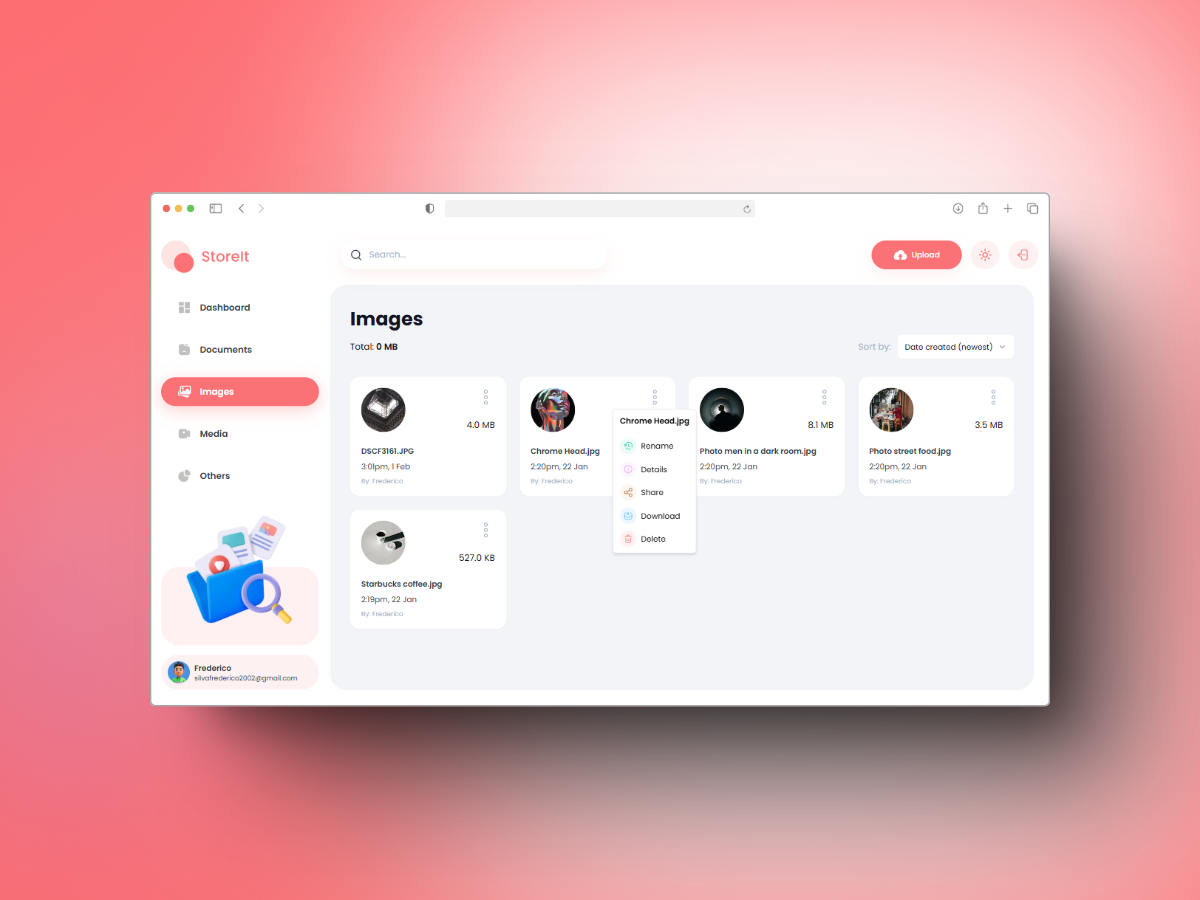 StoreIt
Search...
Upload
Dashboard
Documents
Images
Media
Others
Frederico
silvafrederico2002@gmail.com
Images
Total: 0 MB
Sort by:
Date created (newest)
4.0 MB
DSCF3161.JPG
3:01pm, 1 Feb
By: Frederico
Chrome Head.jpg
2:20pm, 22 Jan
By: Frederico
Chrome Head.jpg
Rename
Details
Share
Download
Delete
8.1 MB
Photo men in a dark room.jpg
2:20pm, 22 Jan
By: Frederico
3.5 MB
Photo street food.jpg
2:20pm, 22 Jan
By: Frederico
527.0 KB
Starbucks coffee.jpg
2:19pm, 22 Jan
By: Frederico